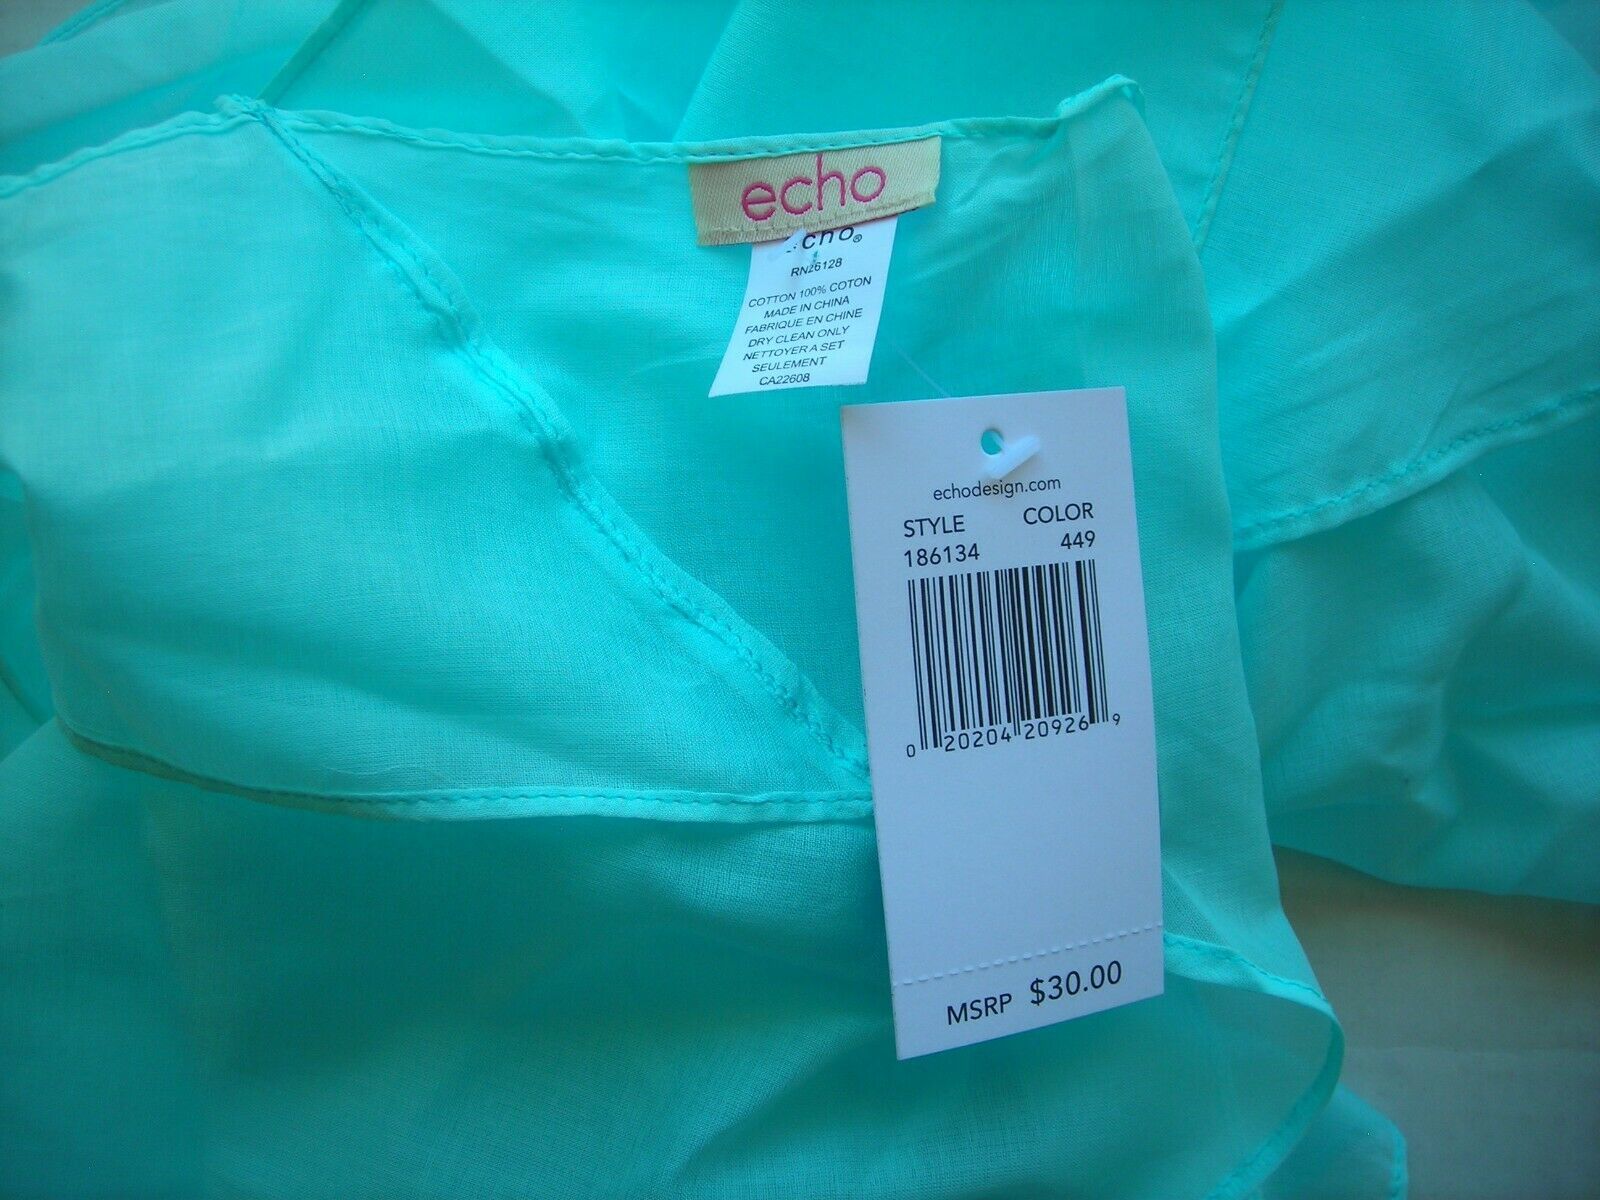 echo
cho®
RN26128
COTTON 100% COTON
MADE IN CHINA
FABRIQUE EN CHINE
DRY CLEAN ONLY
NETTOYER A SET
SEULEMENT
CA22608
echodesign.com
STYLE COLOR
186134 449
0 20204 20926 9
MSRP $30.00